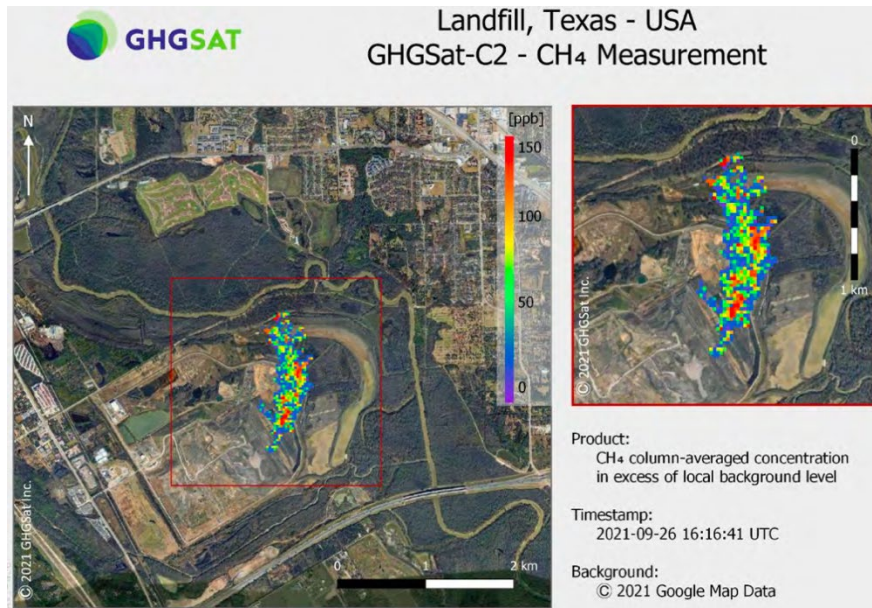 GHGSAT
Landfill, Texas - USA
GHGSat-C2 - CH₄ Measurement
N
[ppb]
150
100
50
0
0
1
2 km
© 2021 GHGSat Inc.
0
1 km
© 2021 GHGSat Inc.
Product:
CH₄ column-averaged concentration
in excess of local background level
Timestamp:
2021-09-26 16:16:41 UTC
Background:
© 2021 Google Map Data